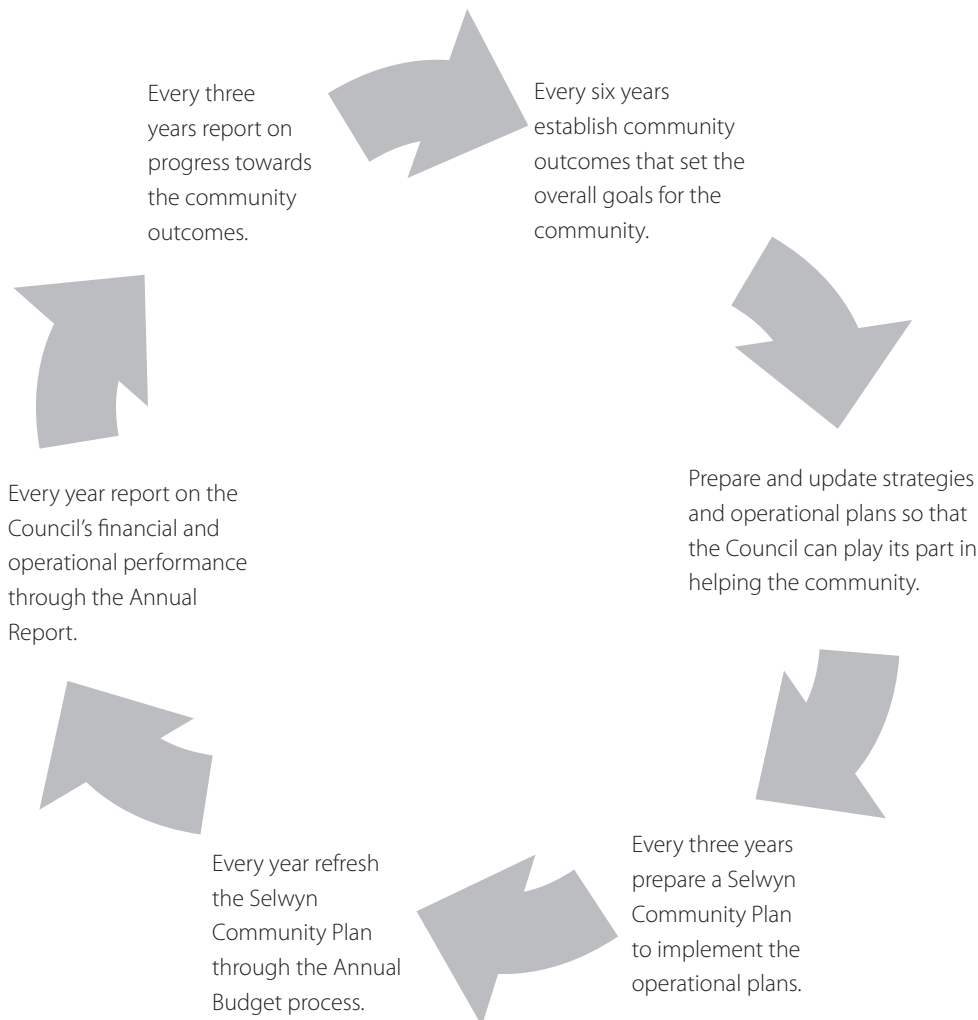 Every three
years report on
progress towards
the community
outcomes.
Every six years
establish community
outcomes that set the
overall goals for the
community.
Prepare and update strategies
and operational plans so that
the Council can play its part in
helping the community.
Every three years
prepare a Selwyn
Community Plan
to implement the
operational plans.
Every year refresh
the Selwyn
Community Plan
through the Annual
Budget process.
Every year report on the
Council’s financial and
operational performance
through the Annual
Report.